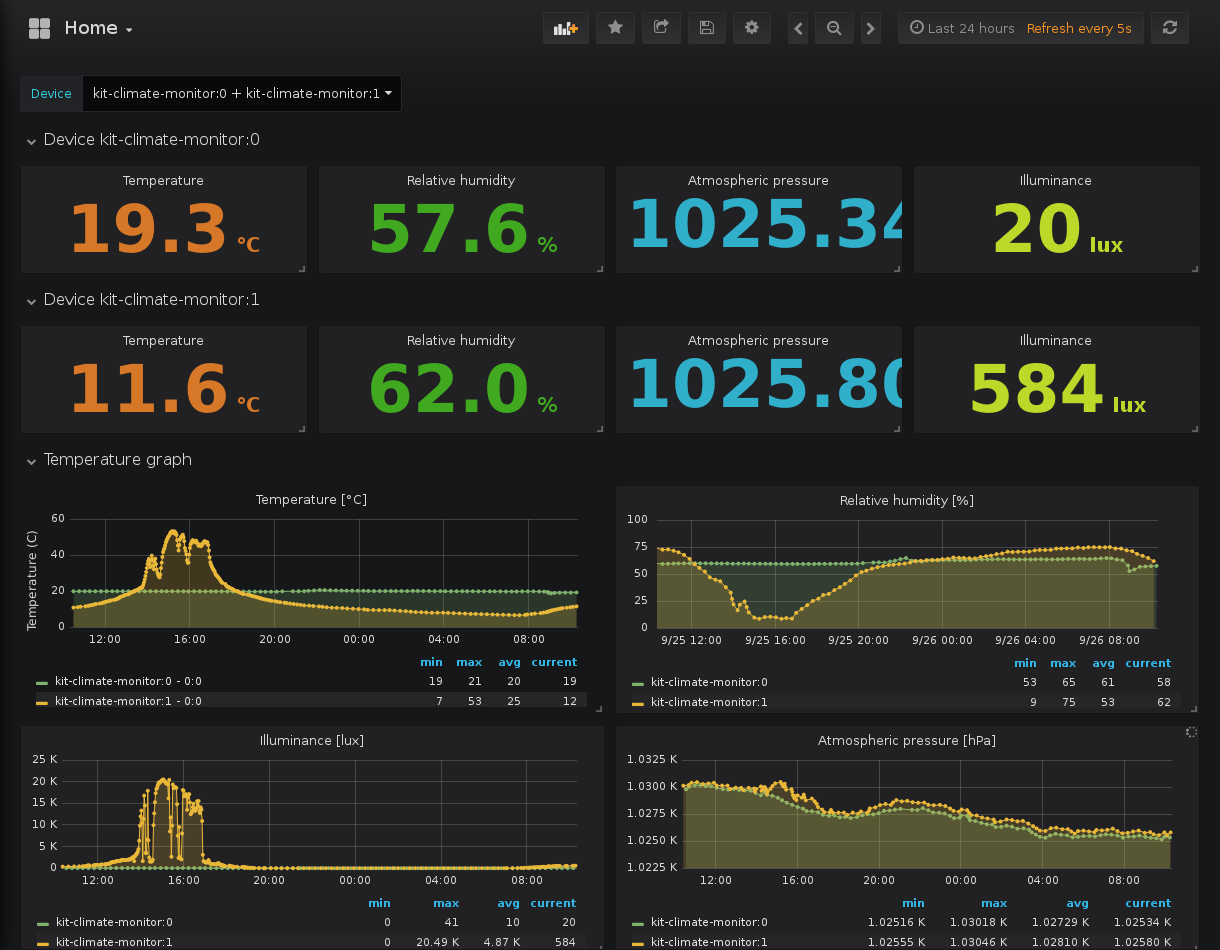 Home
Last 24 hours Refresh every 5s
Device kit-climate-monitor:0 + kit-climate-monitor:1
Device kit-climate-monitor:0
Temperature Relative humidity Atmospheric pressure Illuminance
19.3 °C 57.6 % 1025.34 20 lux
Device kit-climate-monitor:1
Temperature Relative humidity Atmospheric pressure Illuminance
11.6 °C 62.0 % 1025.80 584 lux
Temperature graph
Temperature [°C]
Temperature (C)
60
40
20
0
12:00 16:00 20:00 00:00 04:00 08:00
min max avg current
kit-climate-monitor:0 - 0:0 19 21 20 19
kit-climate-monitor:1 - 0:0 7 53 25 12
Relative humidity [%]
100
75
50
25
0
9/25 12:00 9/25 16:00 9/25 20:00 9/26 00:00 9/26 04:00 9/26 08:00
min max avg current
kit-climate-monitor:0 53 65 61 58
kit-climate-monitor:1 9 75 53 62
Illuminance [lux]
25 K
20 K
15 K
10 K
5 K
0
12:00 16:00 20:00 00:00 04:00 08:00
min max avg current
kit-climate-monitor:0 0 41 10 20
kit-climate-monitor:1 0 20.49 K 4.87 K 584
Atmospheric pressure [hPa]
1.0325 K
1.0300 K
1.0275 K
1.0250 K
1.0225 K
12:00 16:00 20:00 00:00 04:00 08:00
min max avg current
kit-climate-monitor:0 1.02516 K 1.03018 K 1.02729 K 1.02534 K
kit-climate-monitor:1 1.02555 K 1.03046 K 1.02810 K 1.02580 K